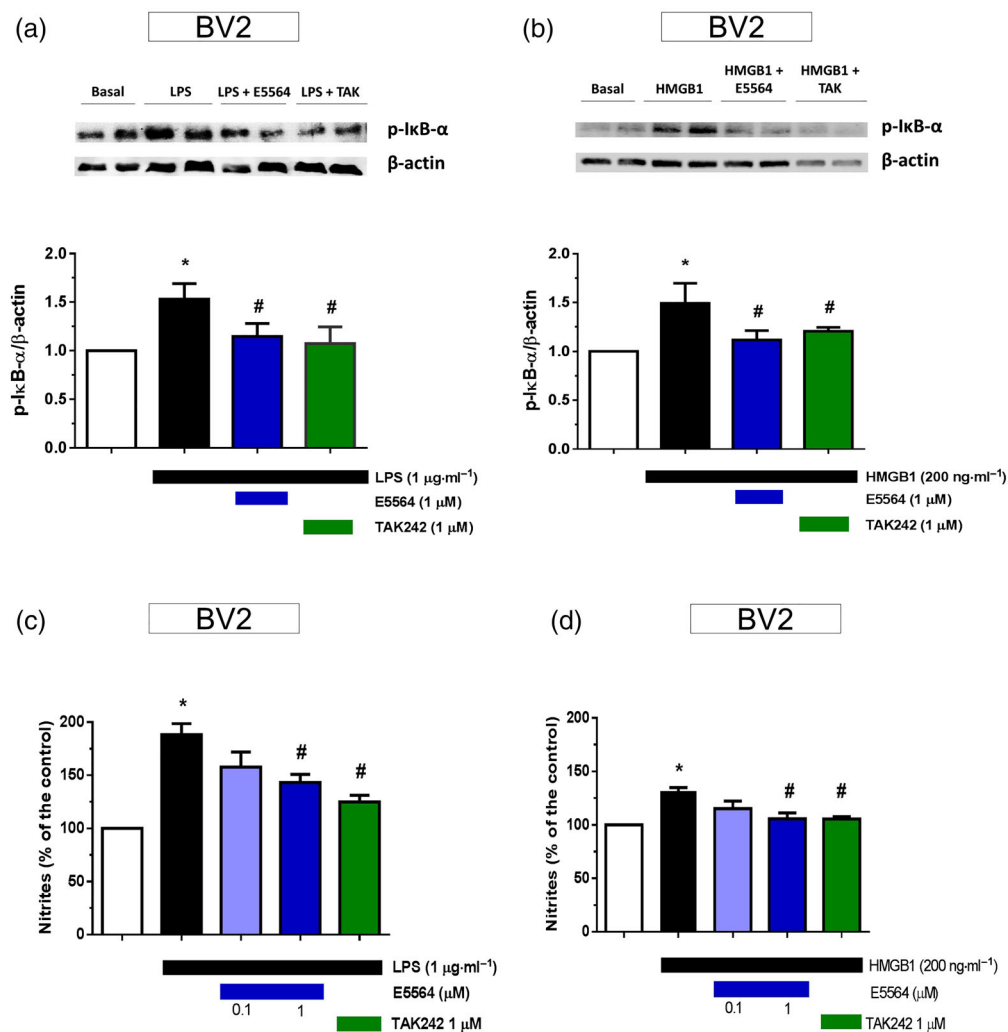 (a) BV2
Basal LPS LPS + E5564 LPS + TAK
p-IκB-α
β-actin
p-IκB-α/β-actin
2.0
1.5
1.0
0.5
0.0
*
#
#
LPS (1 μg·ml⁻¹)
E5564 (1 μM)
TAK242 (1 μM)
(b) BV2
Basal HMGB1 HMGB1 + E5564 HMGB1 + TAK
p-IκB-α
β-actin
p-IκB-α/β-actin
2.0
1.5
1.0
0.5
0.0
*
#
#
HMGB1 (200 ng·ml⁻¹)
E5564 (1 μM)
TAK242 (1 μM)
(c) BV2
Nitrites (% of the control)
200
150
100
50
0
*
#
#
LPS (1 μg·ml⁻¹)
E5564 (μM)
0.1 1
TAK242 1 μM
(d) BV2
Nitrites (% of the control)
200
150
100
50
0
*
#
#
HMGB1 (200 ng·ml⁻¹)
E5564 (μM)
0.1 1
TAK242 1 μM